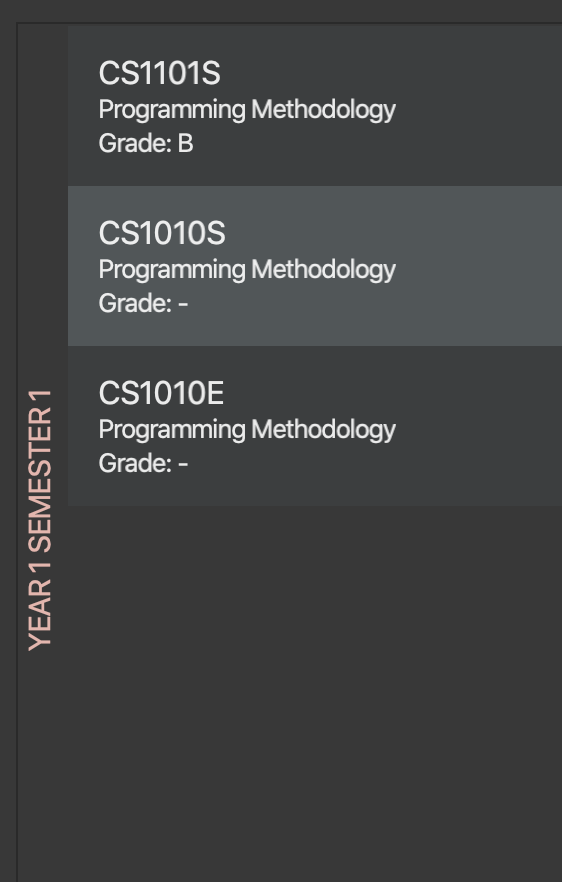 CS1101S
Programming Methodology
Grade: B
CS1010S
Programming Methodology
Grade: -
CS1010E
Programming Methodology
Grade: -
YEAR 1 SEMESTER 1